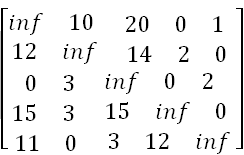 inf 10 20 0 1
12 inf 14 2 0
0 3 inf 0 2
15 3 15 inf 0
11 0 3 12 inf